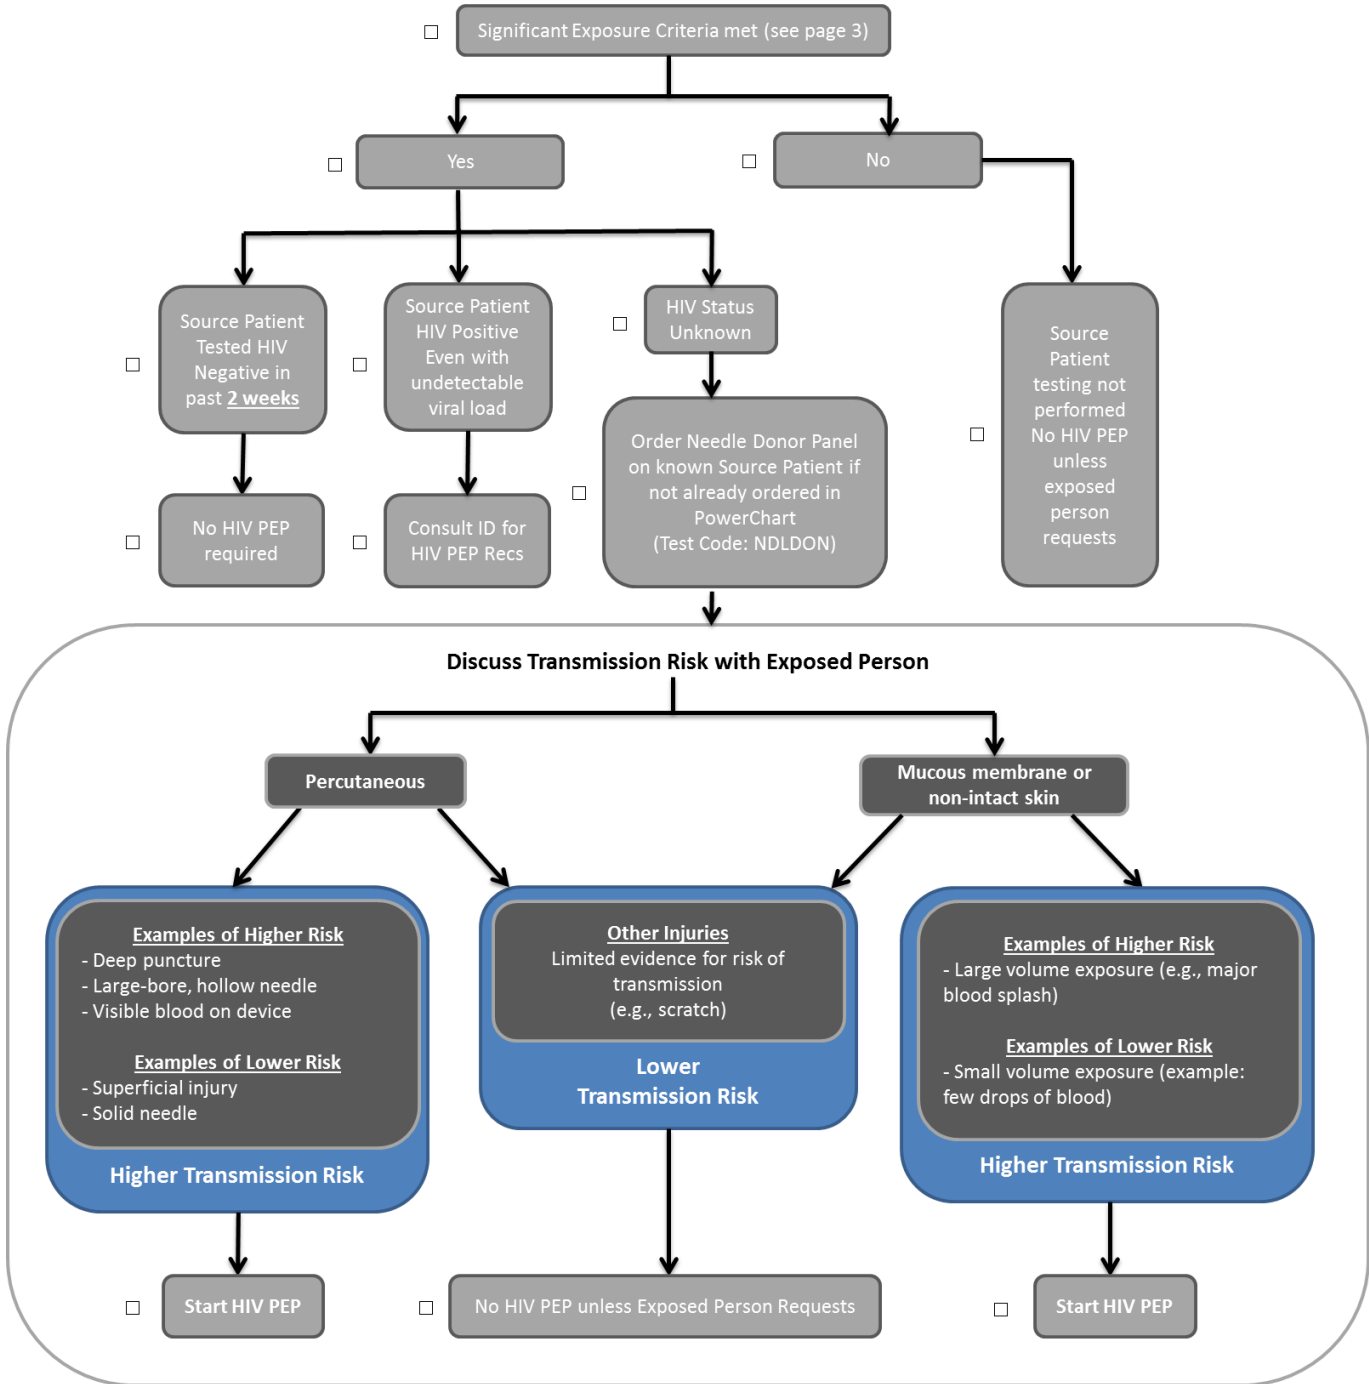 Significant Exposure Criteria met (see page 3)
Yes
No
Source Patient
Tested HIV
Negative in
past 2 weeks
Source Patient
HIV Positive
Even with
undetectable
viral load
HIV Status
Unknown
Source
Patient
testing not
performed
No HIV PEP
unless
exposed
person
requests
No HIV PEP
required
Consult ID for
HIV PEP Recs
Order Needle Donor Panel
on known Source Patient if
not already ordered in
PowerChart
(Test Code: NDLDON)
Discuss Transmission Risk with Exposed Person
Percutaneous
Mucous membrane or
non-intact skin
Examples of Higher Risk
- Deep puncture
- Large-bore, hollow needle
- Visible blood on device
Examples of Lower Risk
- Superficial injury
- Solid needle
Higher Transmission Risk
Other Injuries
Limited evidence for risk of
transmission
(e.g., scratch)
Lower
Transmission Risk
Examples of Higher Risk
- Large volume exposure (e.g., major
blood splash)
Examples of Lower Risk
- Small volume exposure (example:
few drops of blood)
Higher Transmission Risk
Start HIV PEP
No HIV PEP unless Exposed Person Requests
Start HIV PEP